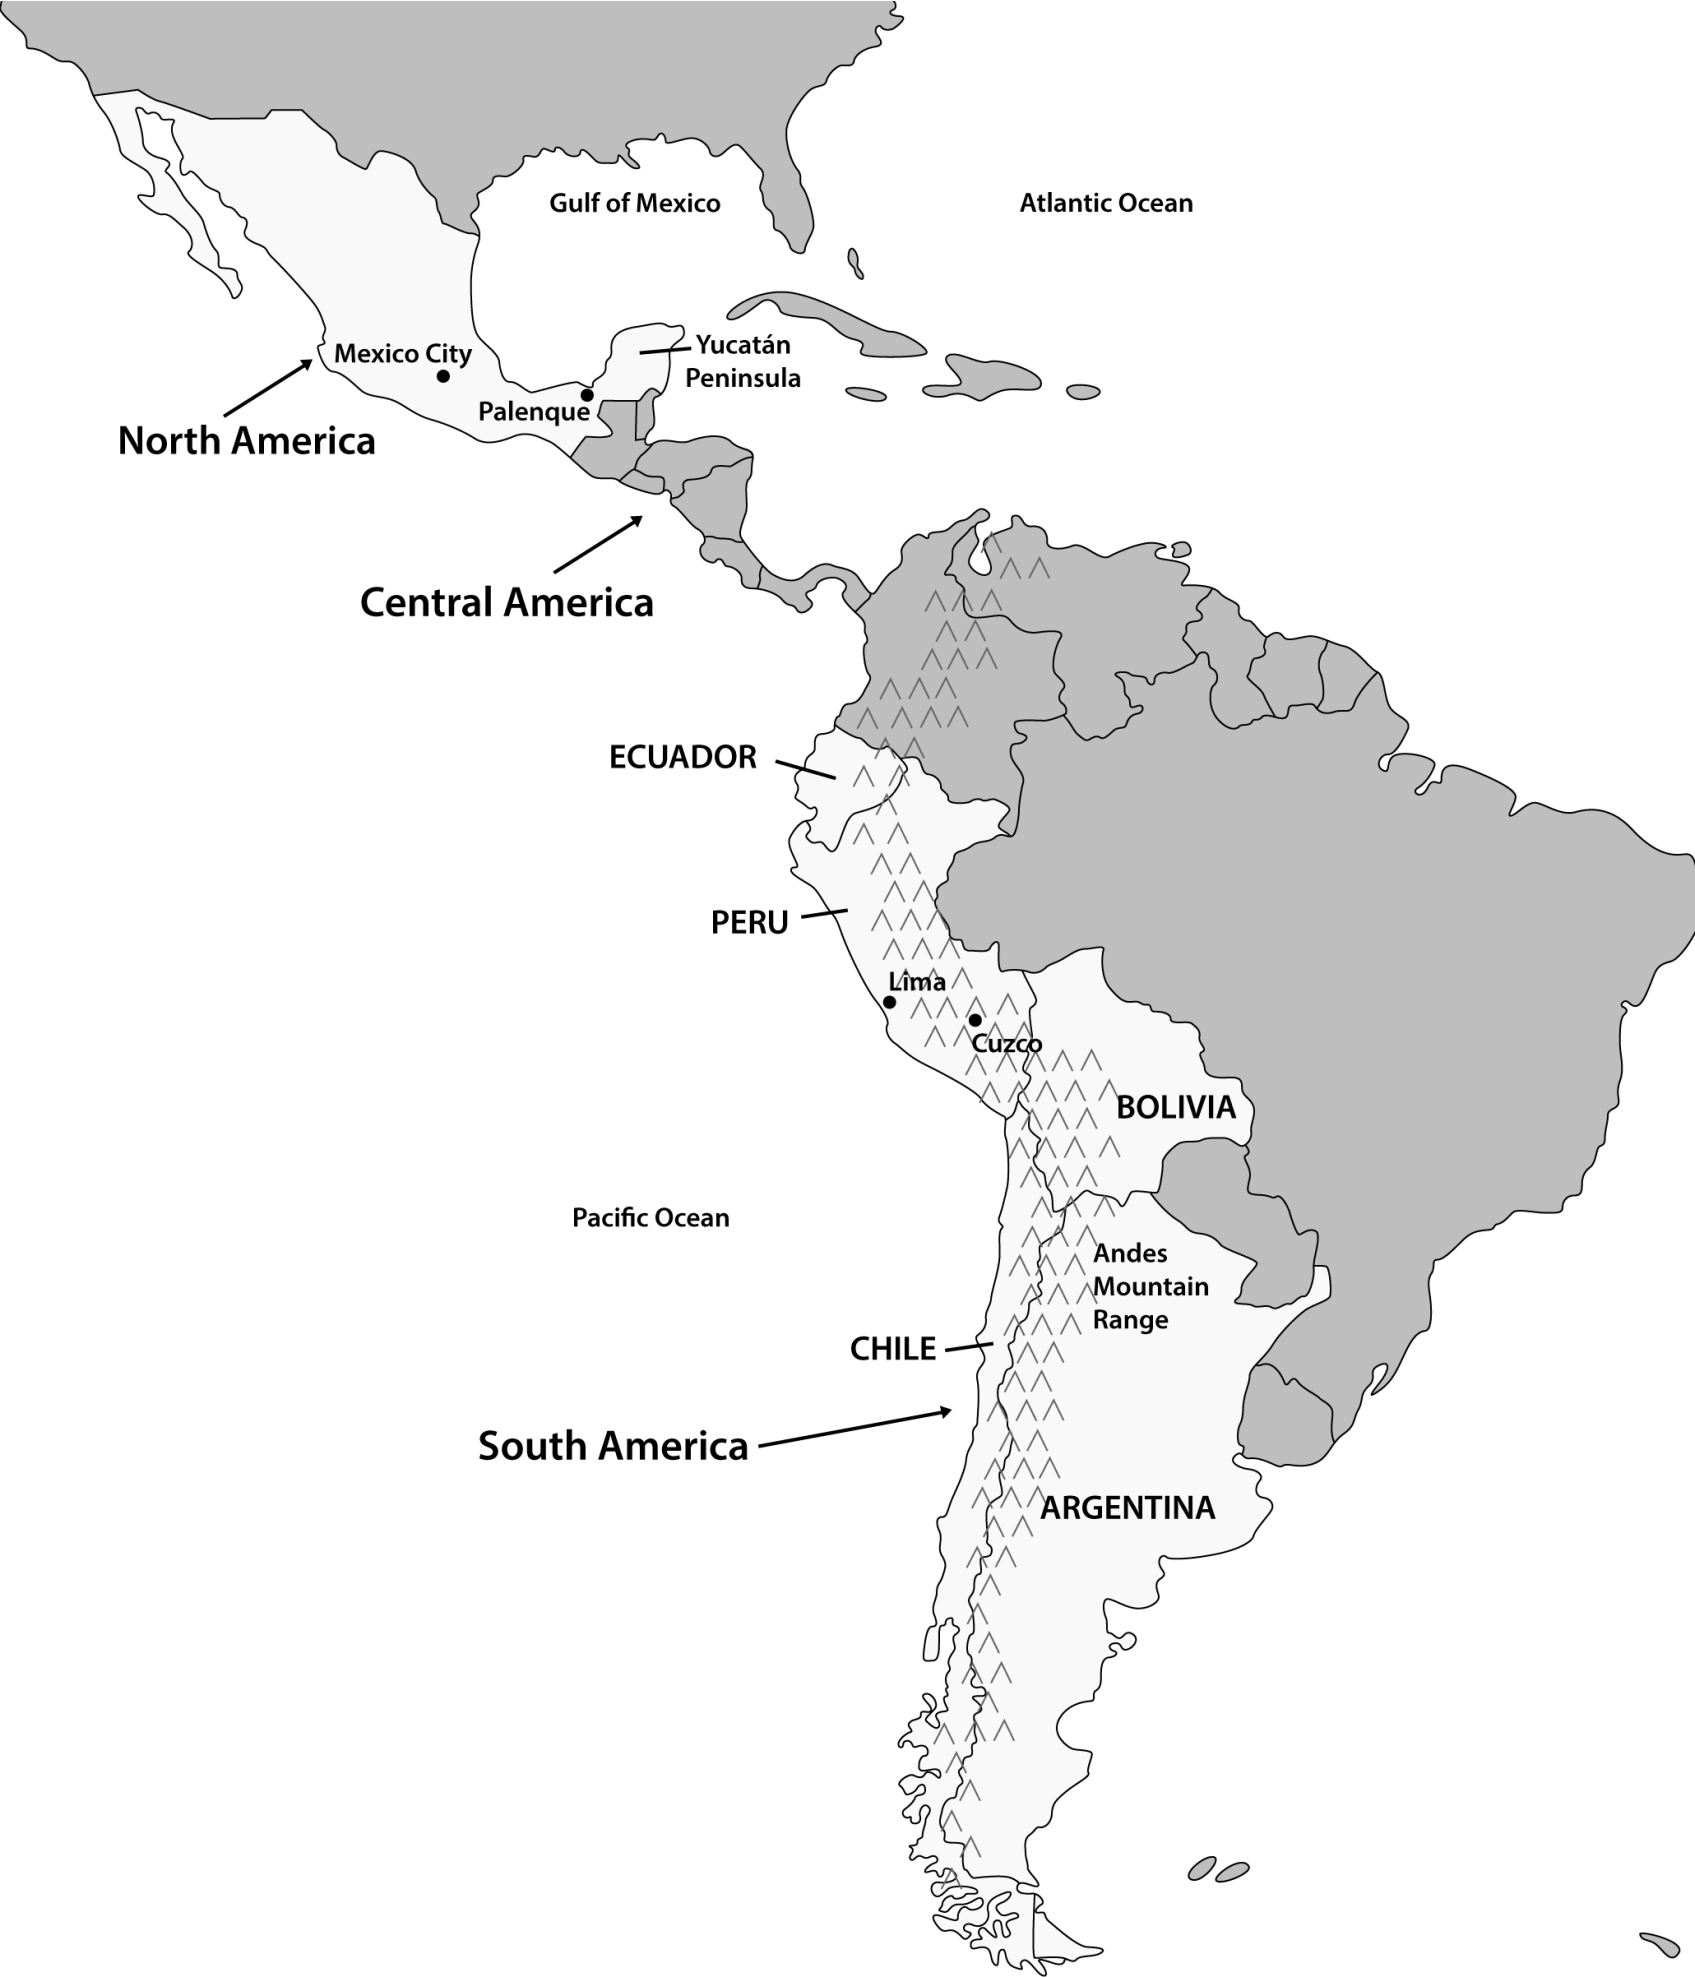 Gulf of Mexico
Atlantic Ocean
Mexico City
Yucatán
Peninsula
Palenque
North America
Central America
ECUADOR
PERU
Lima
Cuzco
BOLIVIA
Pacific Ocean
Andes
Mountain
Range
CHILE
South America
ARGENTINA